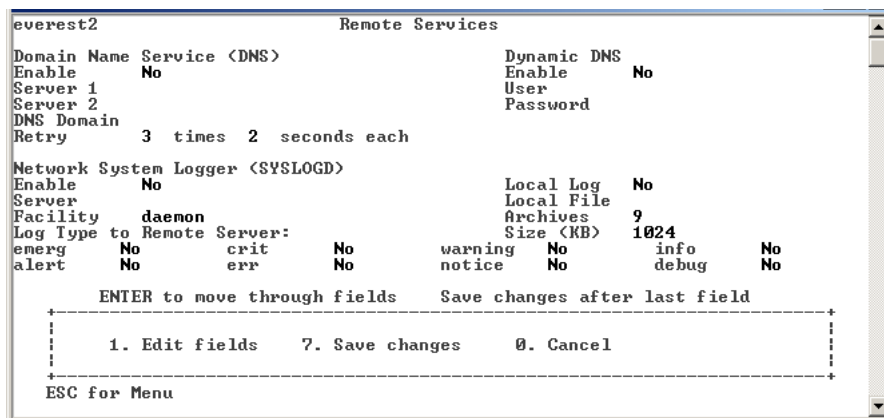 everest2 Remote Services
Domain Name Service (DNS) Dynamic DNS
Enable No Enable No
Server 1 User
Server 2 Password
DNS Domain
Retry 3 times 2 seconds each
Network System Logger (SYSLOGD)
Enable No Local Log No
Server Local File
Facility daemon Archives 9
Log Type to Remote Server: Size (KB) 1024
emerg No crit No warning No info No
alert No err No notice No debug No
ENTER to move through fields Save changes after last field
1. Edit fields 7. Save changes 0. Cancel
ESC for Menu